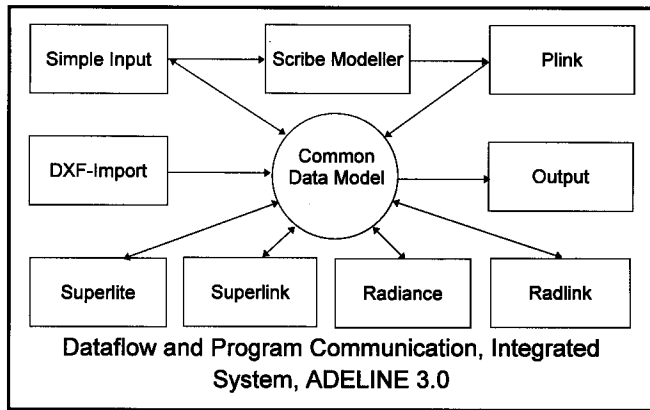 Simple Input
Scribe Modeller
Plink
DXF-Import
Common
Data Model
Output
Superlite
Superlink
Radiance
Radlink
Dataflow and Program Communication, Integrated
System, ADELINE 3.0